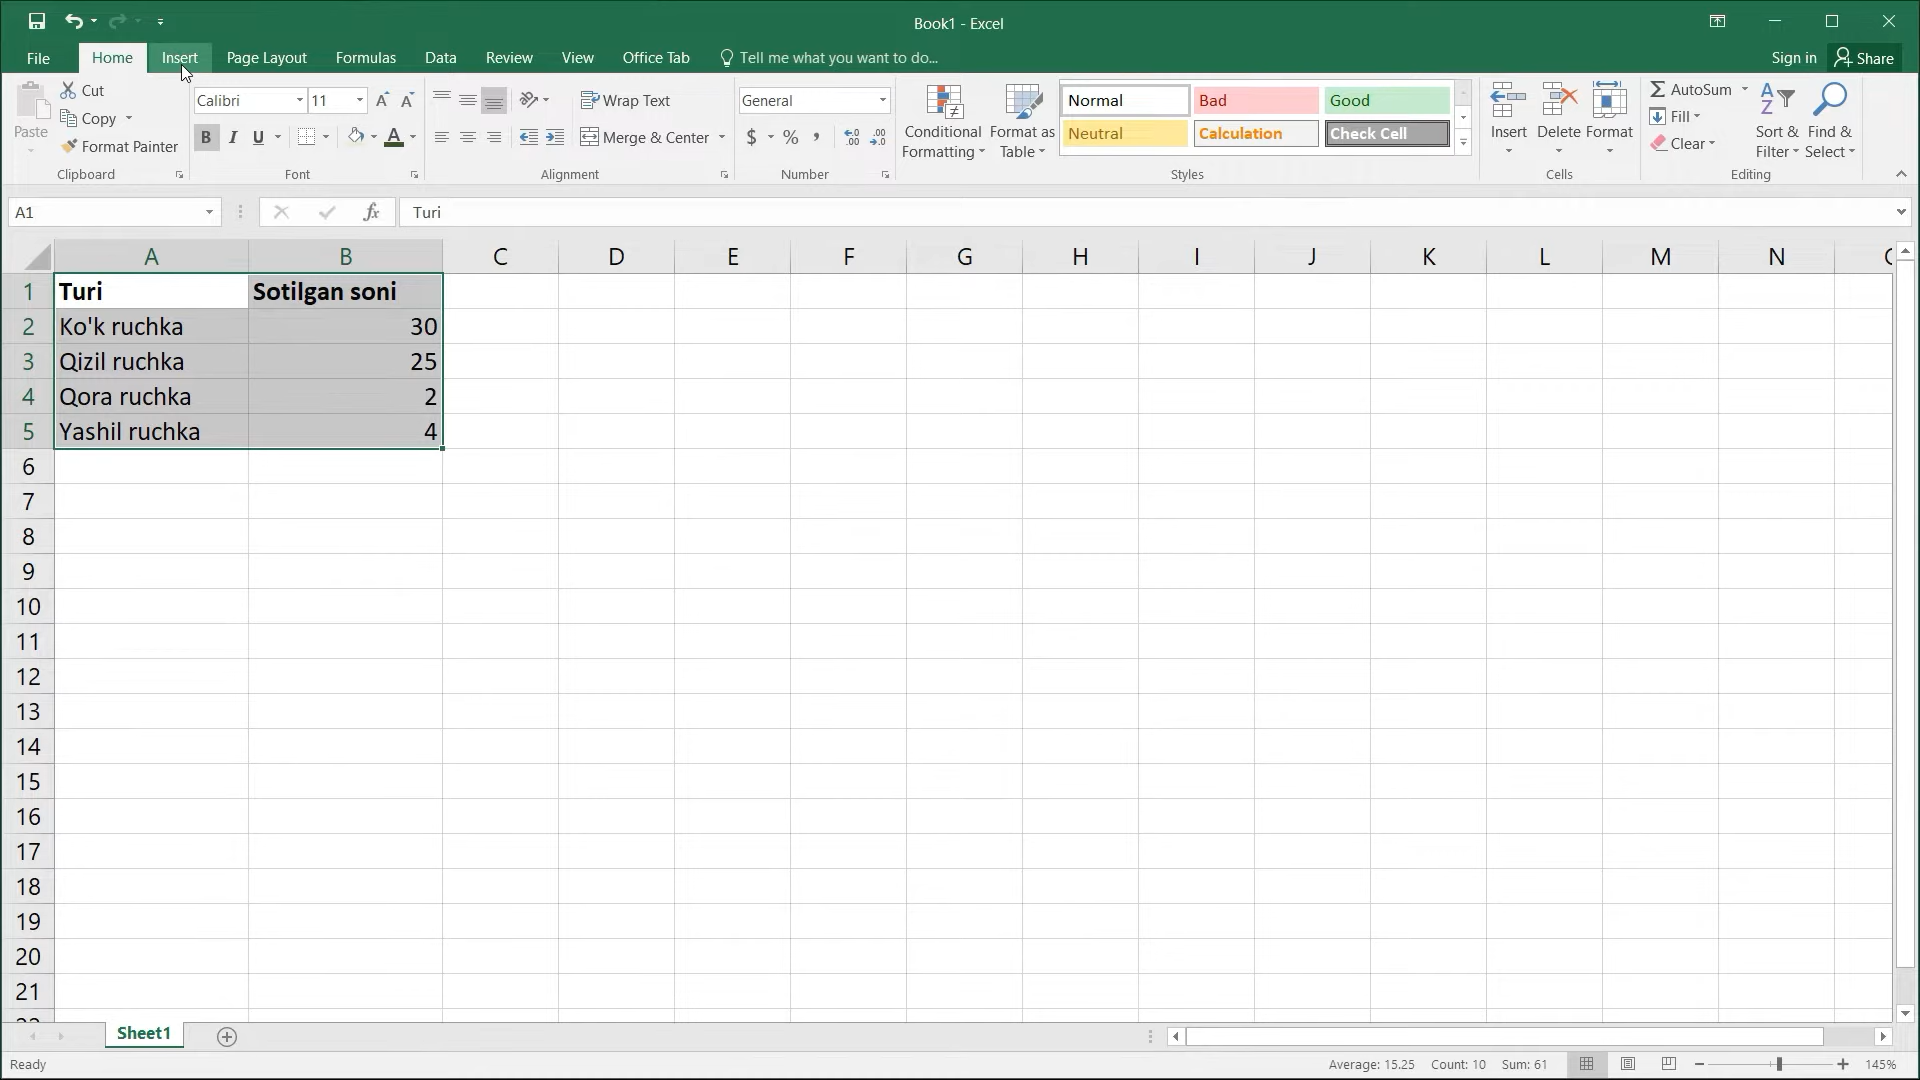 Book1 - Excel
File Home Insert Page Layout Formulas Data Review View Office Tab Tell me what you want to do... Sign in Share
Paste
Cut
Copy
Format Painter
Clipboard
Calibri 11
B I U
Font
Wrap Text
Merge & Center
Alignment
General
$ % ,
Number
Conditional Formatting
Format as Table
Normal Bad Good
Neutral Calculation Check Cell
Styles
Insert Delete Format
Cells
AutoSum
Fill
Clear
Sort & Filter
Find & Select
Editing
A1 fx Turi
A B C D E F G H I J K L M N
1 Turi Sotilgan soni
2 Ko'k ruchka 30
3 Qizil ruchka 25
4 Qora ruchka 2
5 Yashil ruchka 4
6
7
8
9
10
11
12
13
14
15
16
17
18
19
20
21
Sheet1
Ready Average: 15.25 Count: 10 Sum: 61 145%